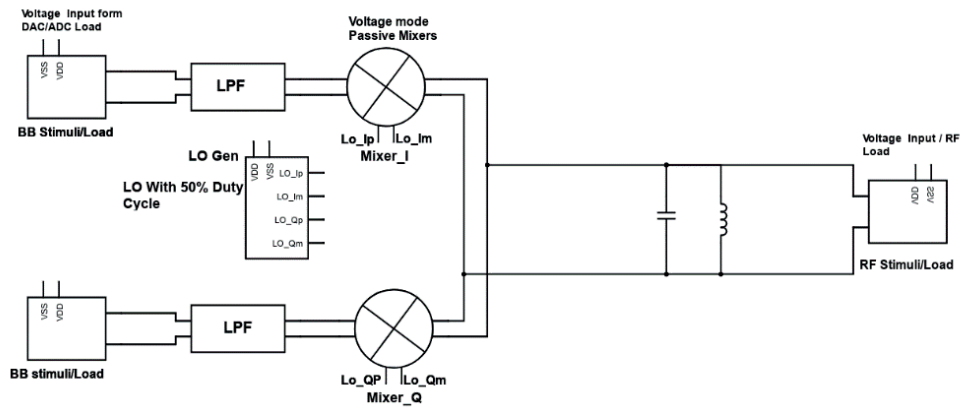 Voltage Input form
DAC/ADC Load
VSS
VDD
BB Stimuli/Load
LPF
Voltage mode
Passive Mixers
Lo_Ip
Lo_Im
Mixer_I
LO Gen
LO With 50% Duty
Cycle
VDD
VSS
LO_Ip
LO_Im
LO_Qp
LO_Qm
Voltage Input / RF
Load
VDD
VSS
RF Stimuli/Load
VSS
VDD
BB stimuli/Load
LPF
Lo_QP
Lo_Qm
Mixer_Q